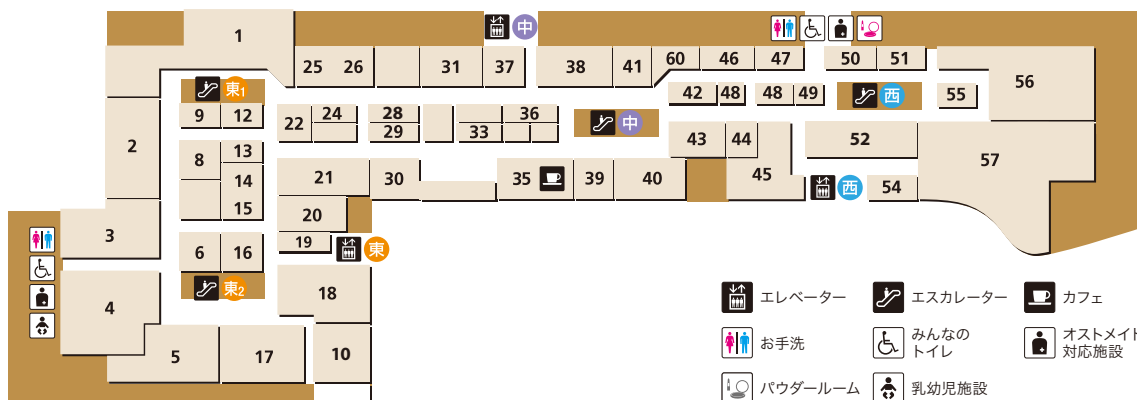 中
1
25 26 31 37 38 41 60 46 47 50 51
56
東1
42 48 48 49 西 55
9 12
22 24 28 36
29 33
中
2
8 13
43 44 52 57
14
21 30 35 39 40 45 西 54
15
20
3
19 東
6 16
東2
18
4
5 17 10
エレベーター エスカレーター カフェ
お手洗 みんなの
トイレ オストメイト
対応施設
パウダールーム 乳幼児施設